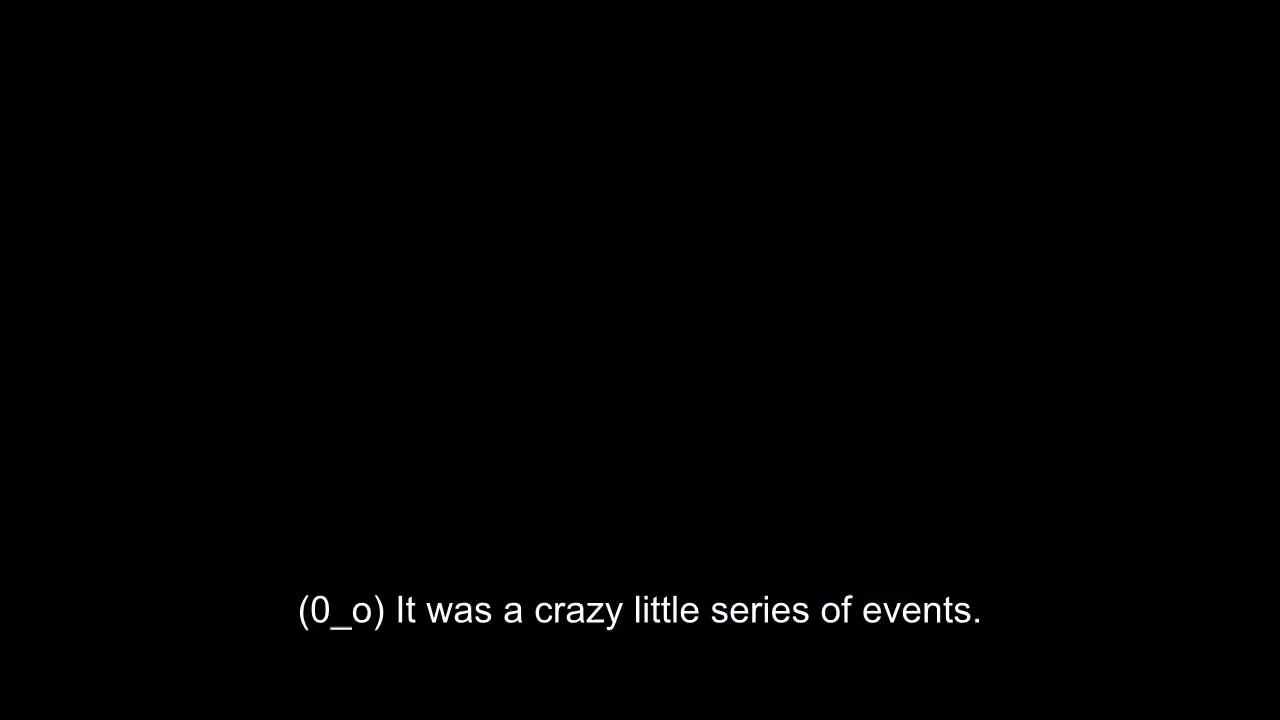 (0_o) It was a crazy little series of events.